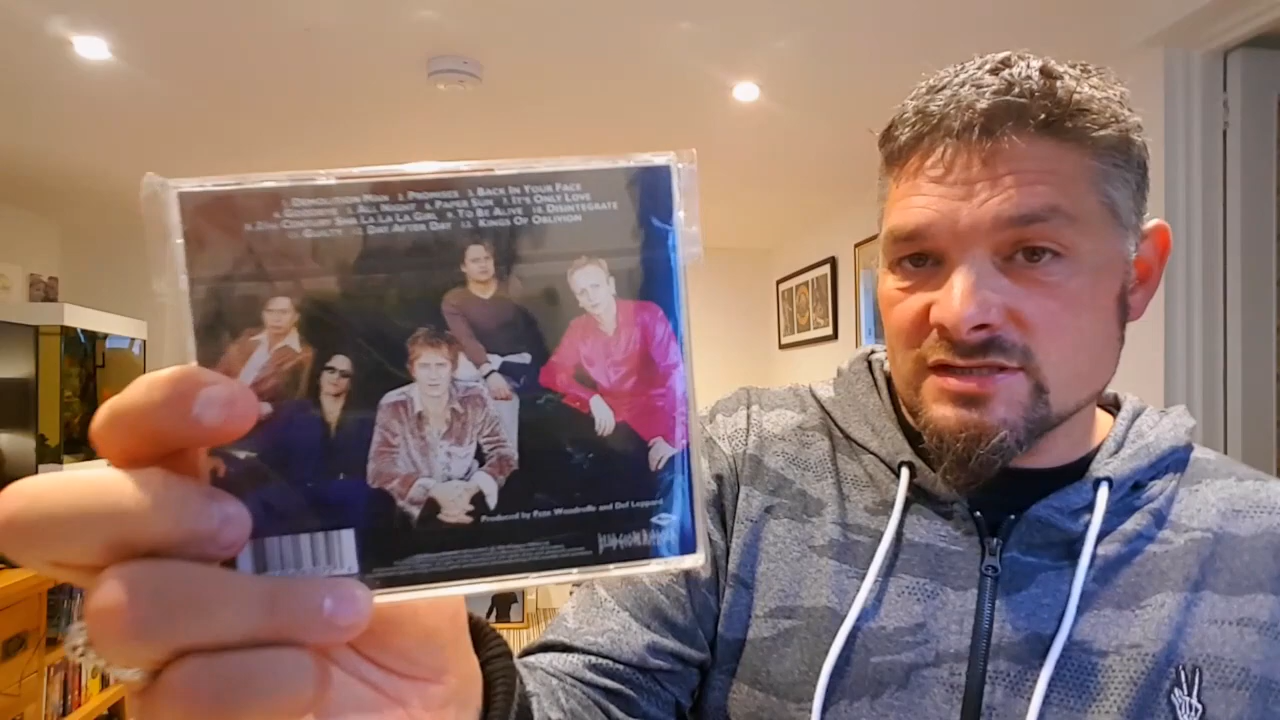 1. DEMOLITION MAN 2. PROMISES 3. BACK IN YOUR FACE
4. GOODBYE 5. ALL NIGHT 6. PAPER SUN 7. IT'S ONLY LOVE
8. 21ST CENTURY SHA LA LA LA GIRL 9. TO BE ALIVE 10. DISINTEGRATE
11. GUILTY 12. DAY AFTER DAY 13. KINGS OF OBLIVION
Produced by Pete Woodroffe and Def Leppard